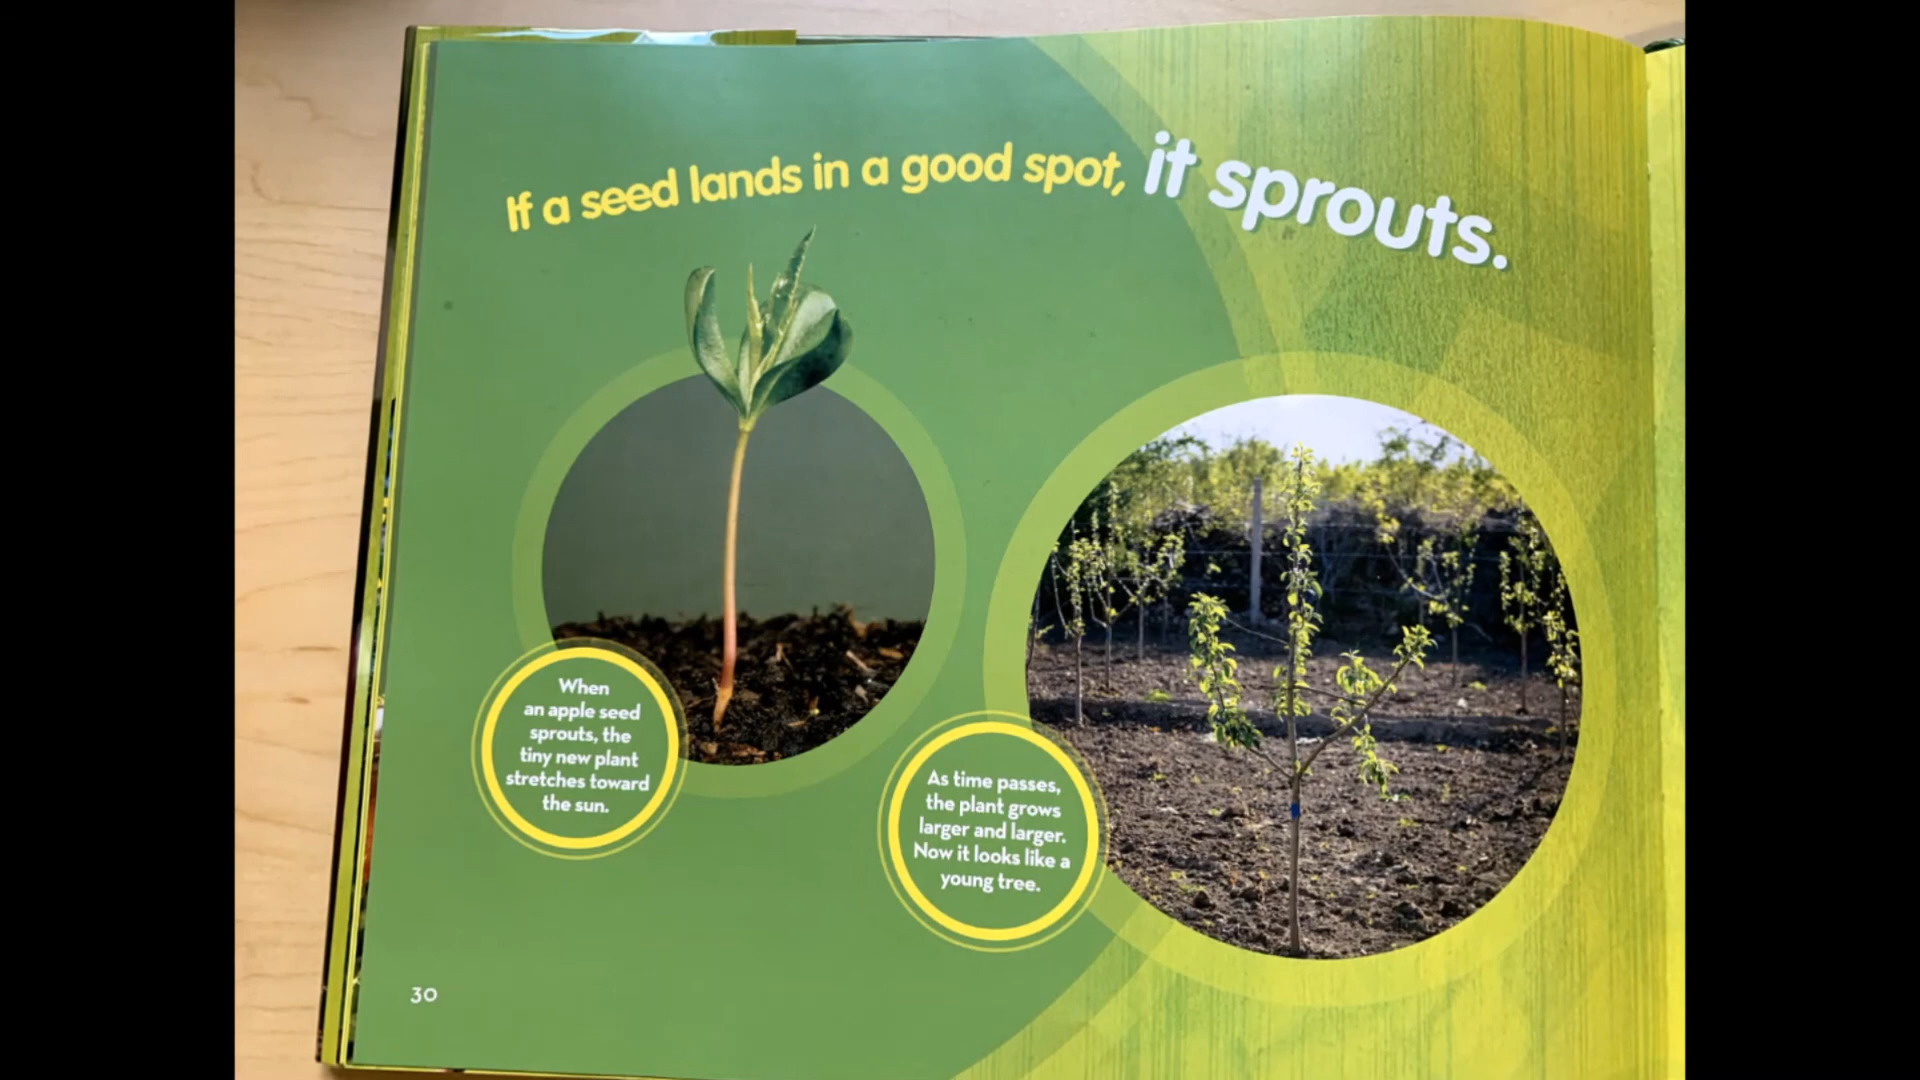 If a seed lands in a good spot, it sprouts.
When
an apple seed
sprouts, the
tiny new plant
stretches toward
the sun.
As time passes,
the plant grows
larger and larger.
Now it looks like a
young tree.
30